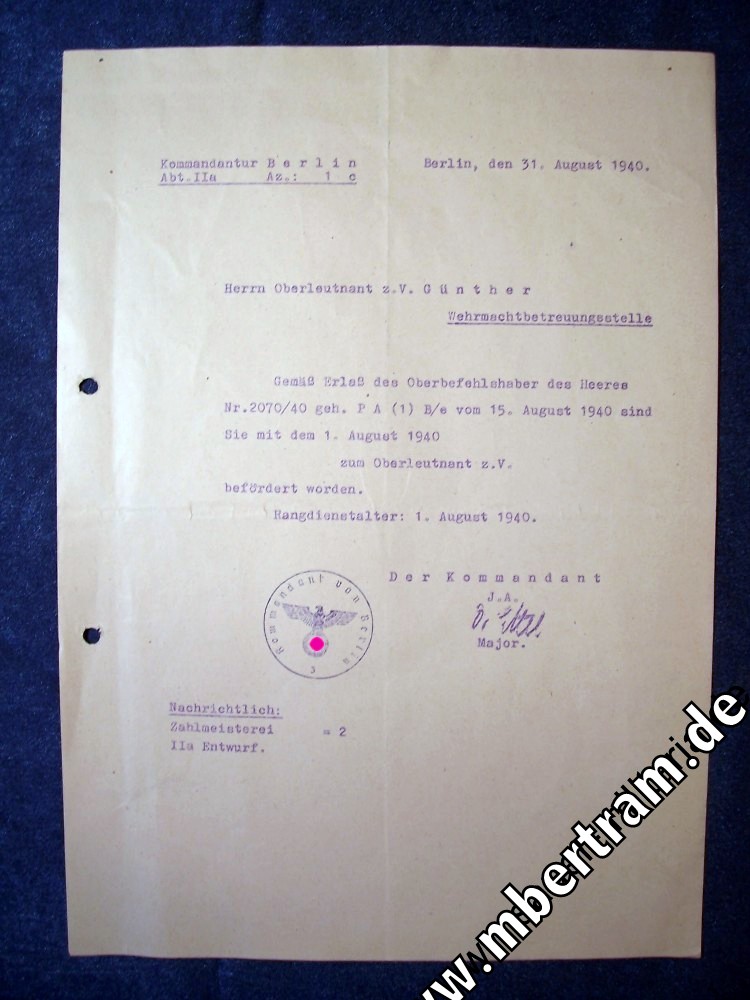 Kommandantur B e r l i n
Berlin, den 31. August 1940.
Abt.IIa Az.: 1 c
Herrn Oberleutnant z.V. G ü n t h e r
Wehrmachtbetreuungsstelle
Gemäß Erlaß des Oberbefehlshaber des Heeres
Nr.2070/40 geh. P A (1) B/e vom 15. August 1940 sind
Sie mit dem 1. August 1940
zum Oberleutnant z.V.
befördert worden.
Rangdienstalter: 1. August 1940.
D e r K o m m a n d a n t
J.A.
Major.
Kommandant von Berlin
3
Nachrichtlich:
Zahlmeisterei = 2
IIa Entwurf.
w.mbertram.de